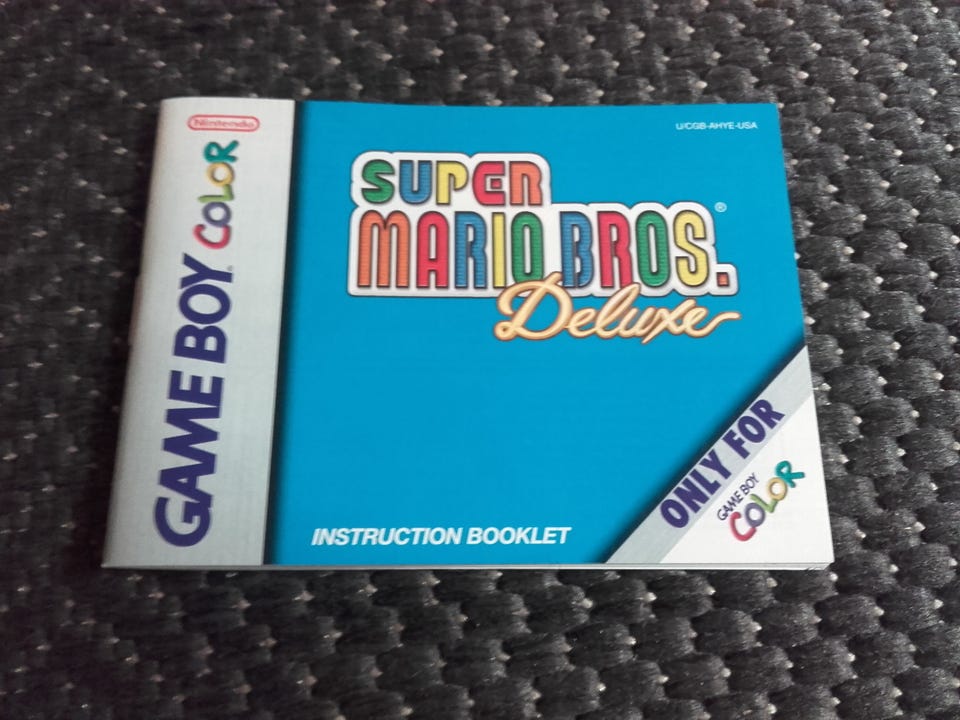 Nintendo
GAME BOY COLOR
U/CGB-AHYE-USA
SUPER
MARIO BROS.®
Deluxe
INSTRUCTION BOOKLET
ONLY FOR
GAME BOY
COLOR